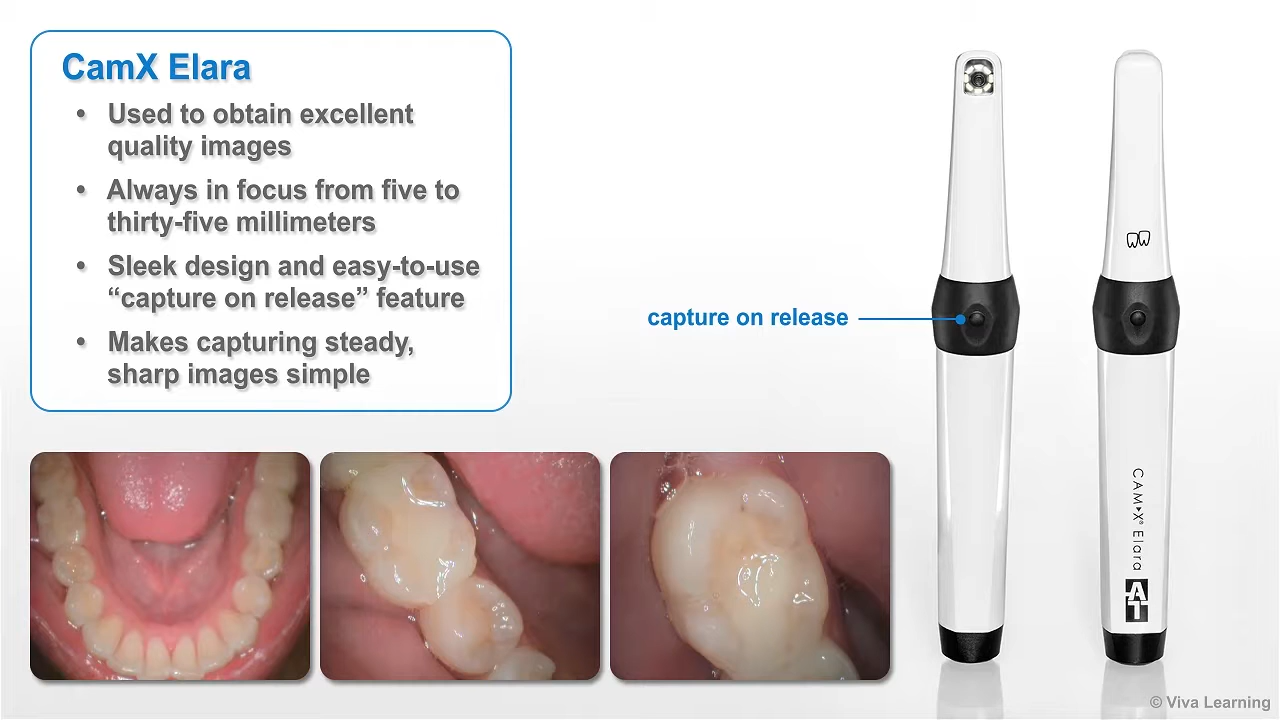 CamX Elara
• Used to obtain excellent
quality images
• Always in focus from five to
thirty-five millimeters
• Sleek design and easy-to-use
“capture on release” feature
• Makes capturing steady,
sharp images simple
capture on release
CAM▸X® Elara
© Viva Learning